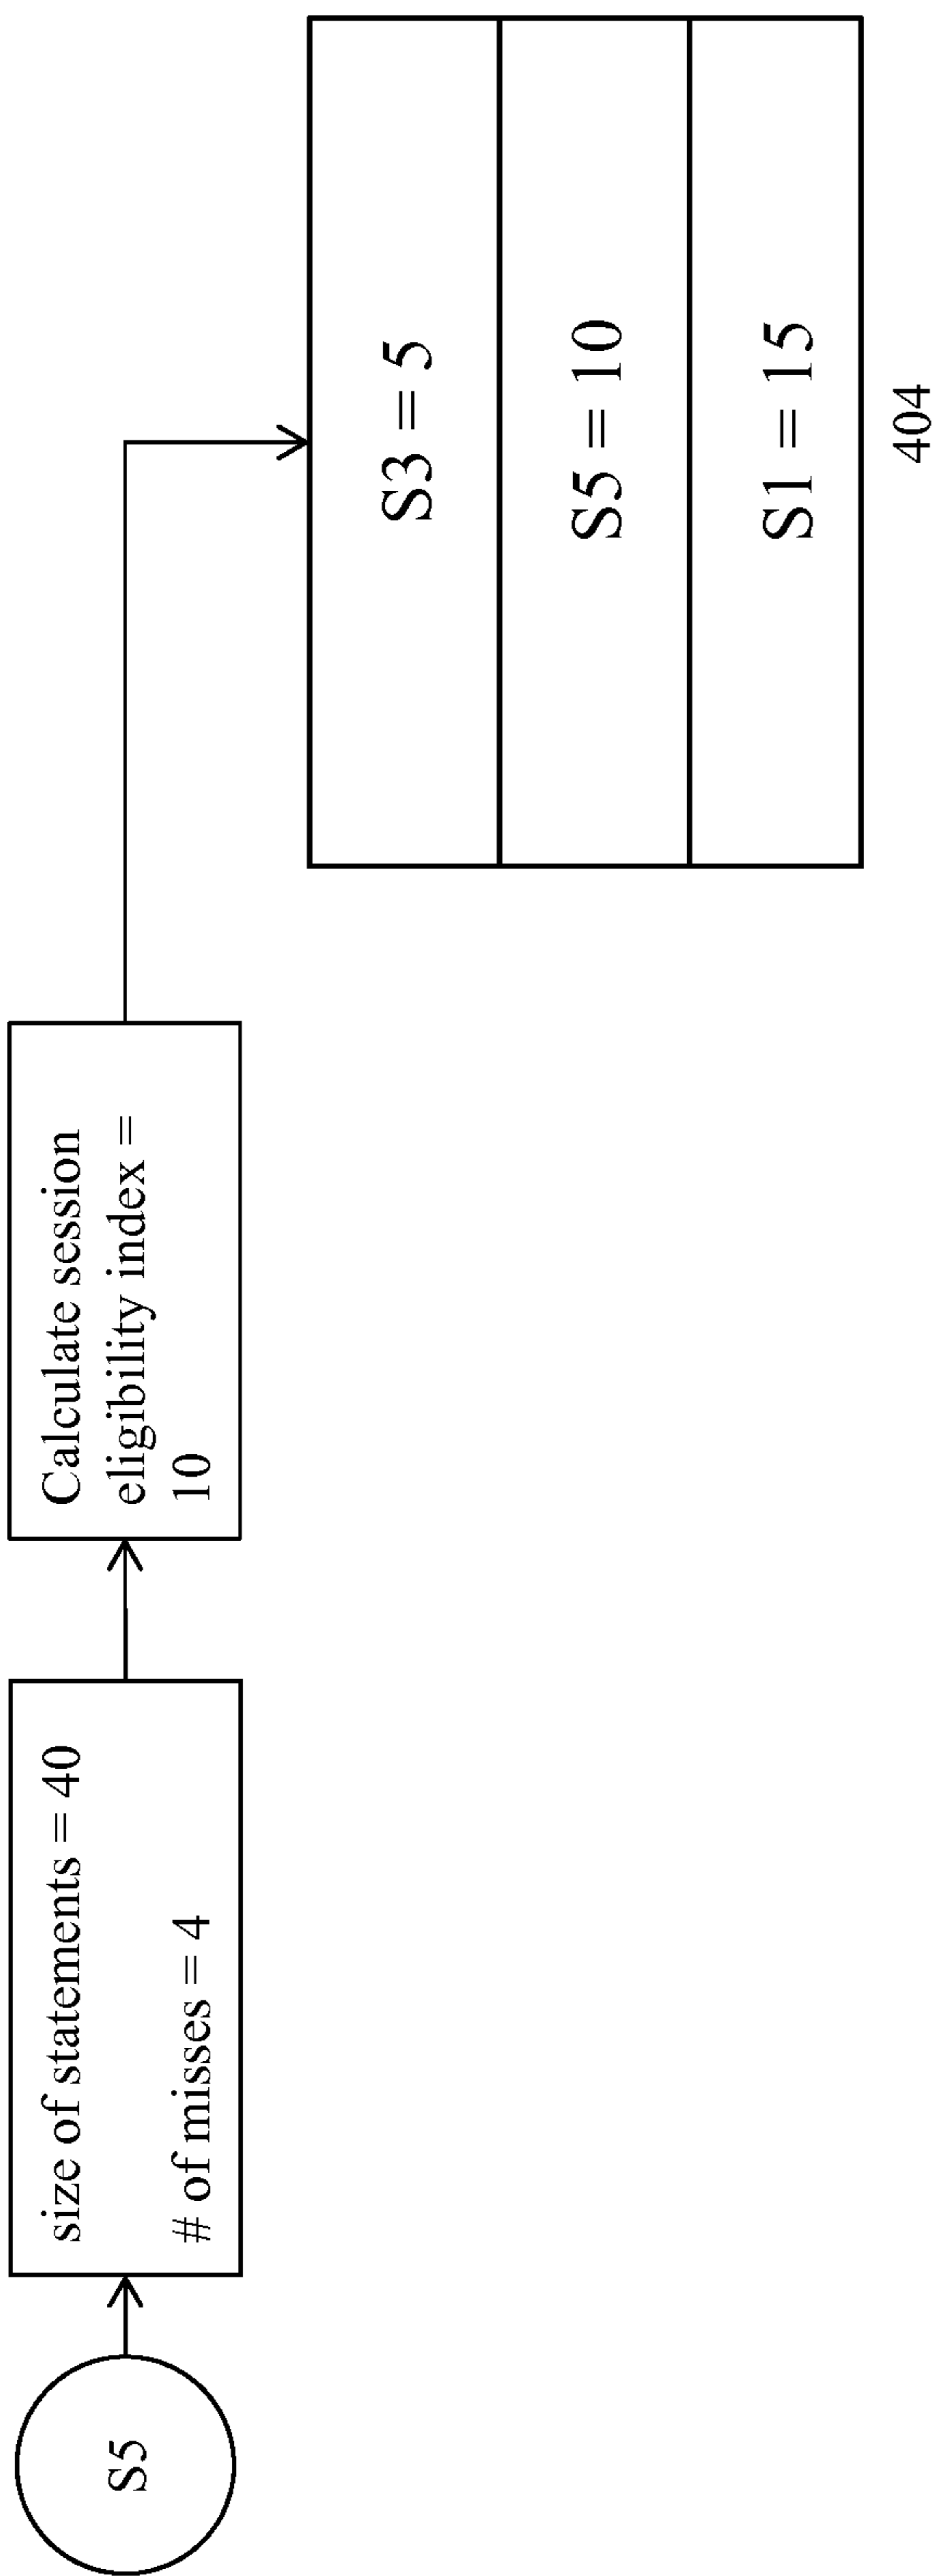 S5
size of statements = 40
# of misses = 4
Calculate session
eligibility index =
10
S3 = 5
S5 = 10
S1 = 15
404